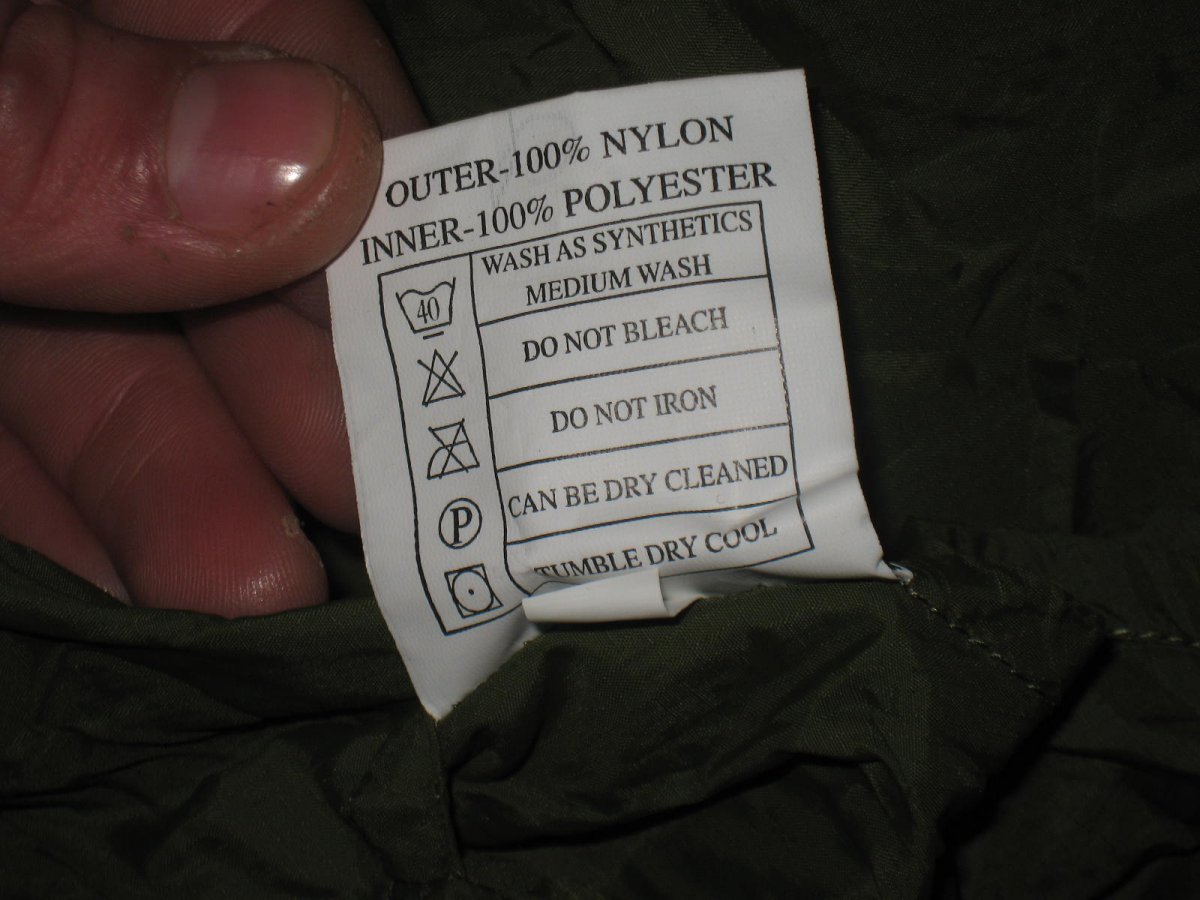 OUTER-100% NYLON
INNER-100% POLYESTER
40
WASH AS SYNTHETICS
MEDIUM WASH
DO NOT BLEACH
DO NOT IRON
P
CAN BE DRY CLEANED
TUMBLE DRY COOL